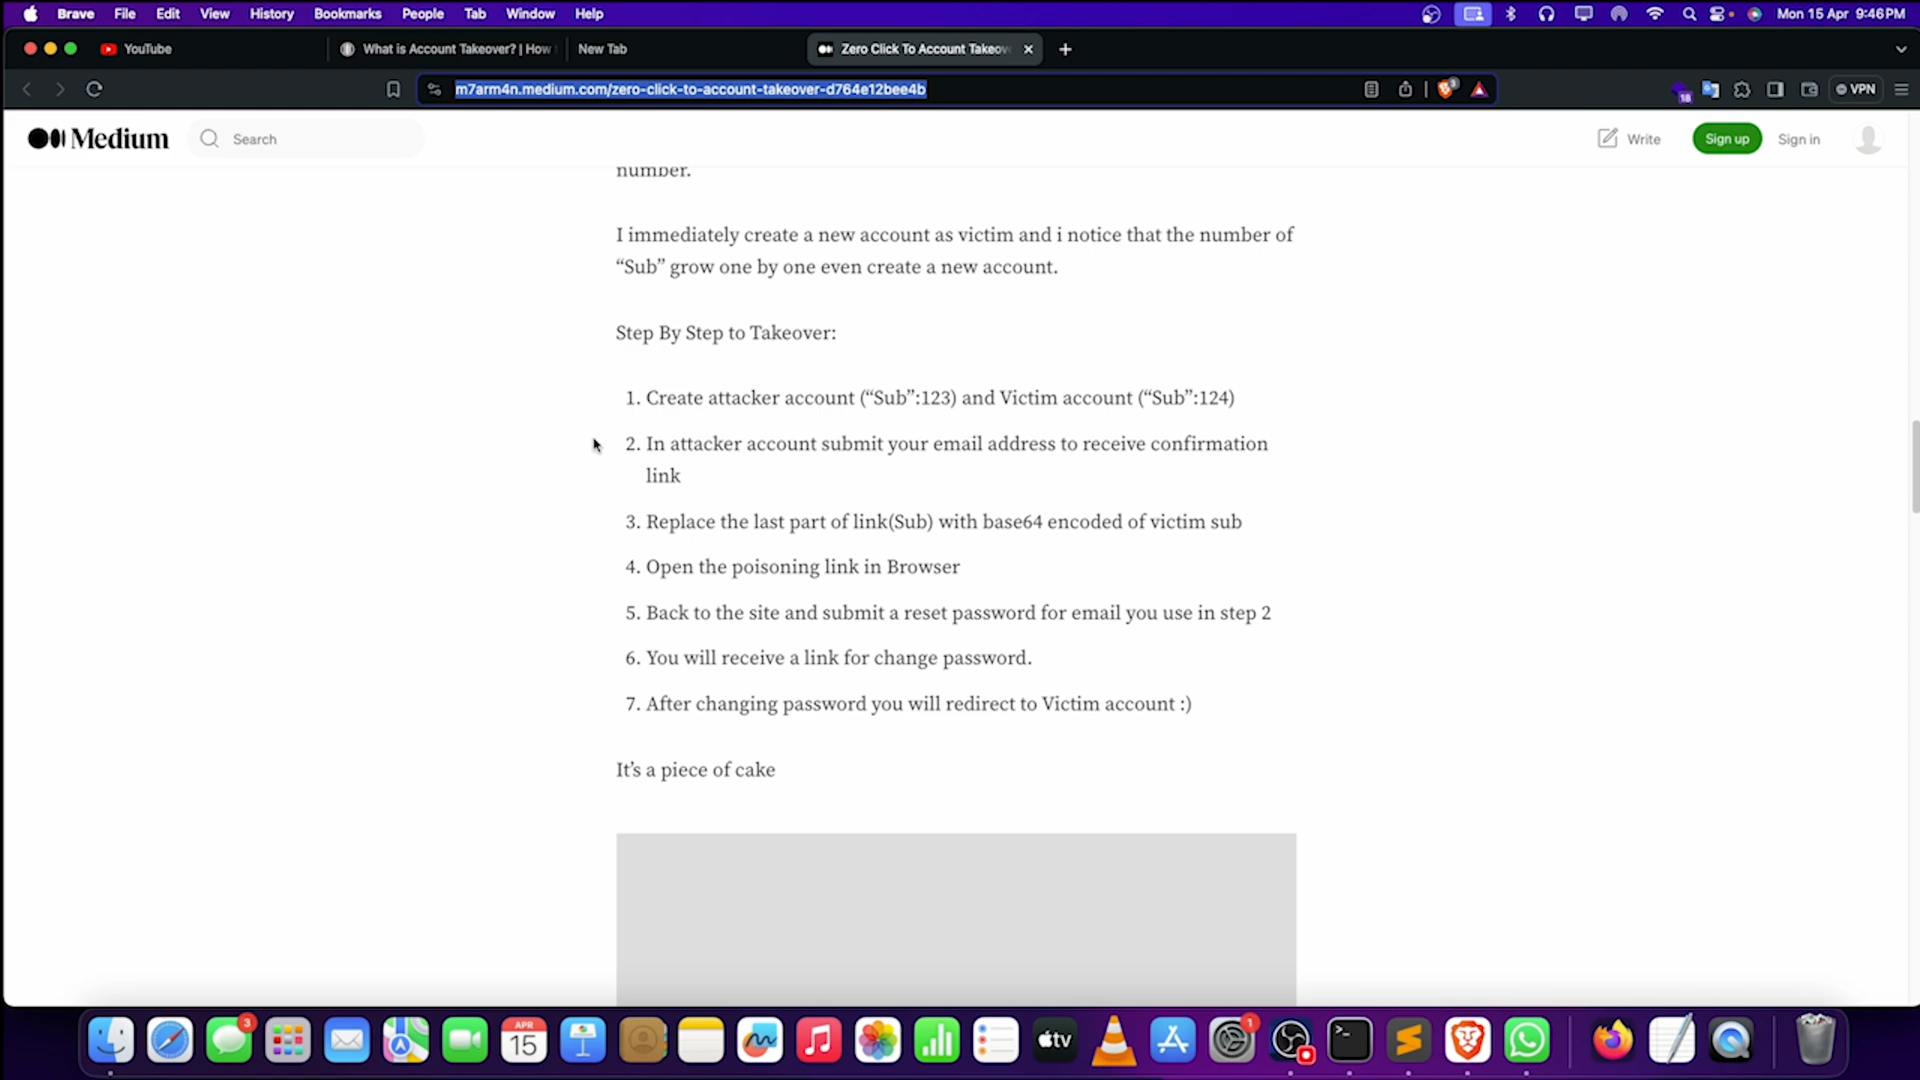 Brave File Edit View History Bookmarks People Tab Window Help Mon 15 Apr 9:46PM
YouTube What is Account Takeover? | How New Tab Zero Click To Account Takeov
m7arm4n.medium.com/zero-click-to-account-takeover-d764e12bee4b 18 VPN
Medium Search Write Sign up Sign in
number.
I immediately create a new account as victim and i notice that the number of
“Sub” grow one by one even create a new account.
Step By Step to Takeover:
1. Create attacker account (“Sub”:123) and Victim account (“Sub”:124)
2. In attacker account submit your email address to receive confirmation
link
3. Replace the last part of link(Sub) with base64 encoded of victim sub
4. Open the poisoning link in Browser
5. Back to the site and submit a reset password for email you use in step 2
6. You will receive a link for change password.
7. After changing password you will redirect to Victim account :)
It’s a piece of cake
3 APR 15 tv 1